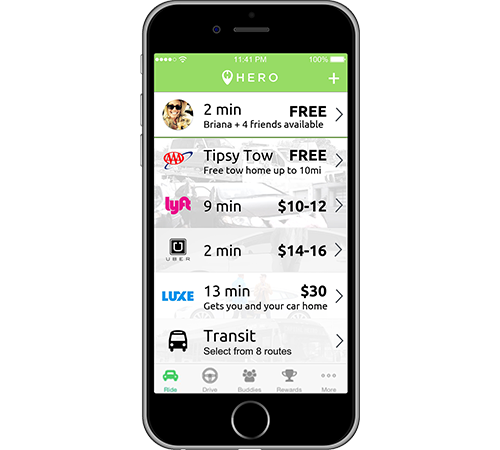 11:41 PM 100%
HERO +
2 min FREE
Briana + 4 friends available
AAA Tipsy Tow FREE
Free tow home up to 10mi
lyft 9 min $10-12
U 2 min $14-16
UBER
LUXE 13 min $30
Gets you and your car home
Transit
Select from 8 routes
Ride Drive Buddies Rewards More